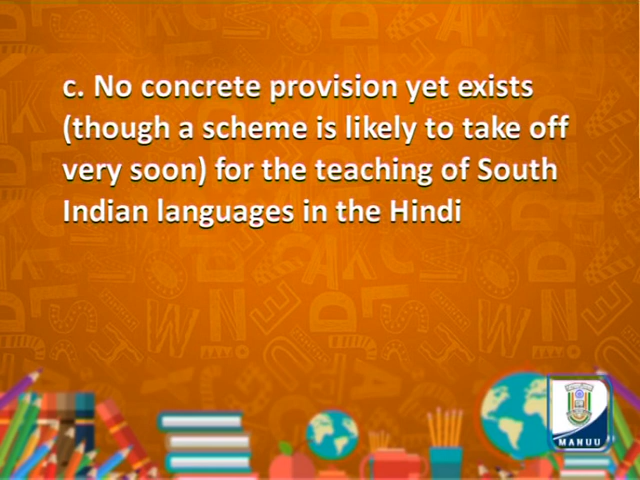 c. No concrete provision yet exists
(though a scheme is likely to take off
very soon) for the teaching of South
Indian languages in the Hindi
MANUU